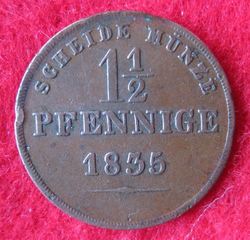 SCHEIDE MÜNZE
1 1/2
PFENNIGE
1835